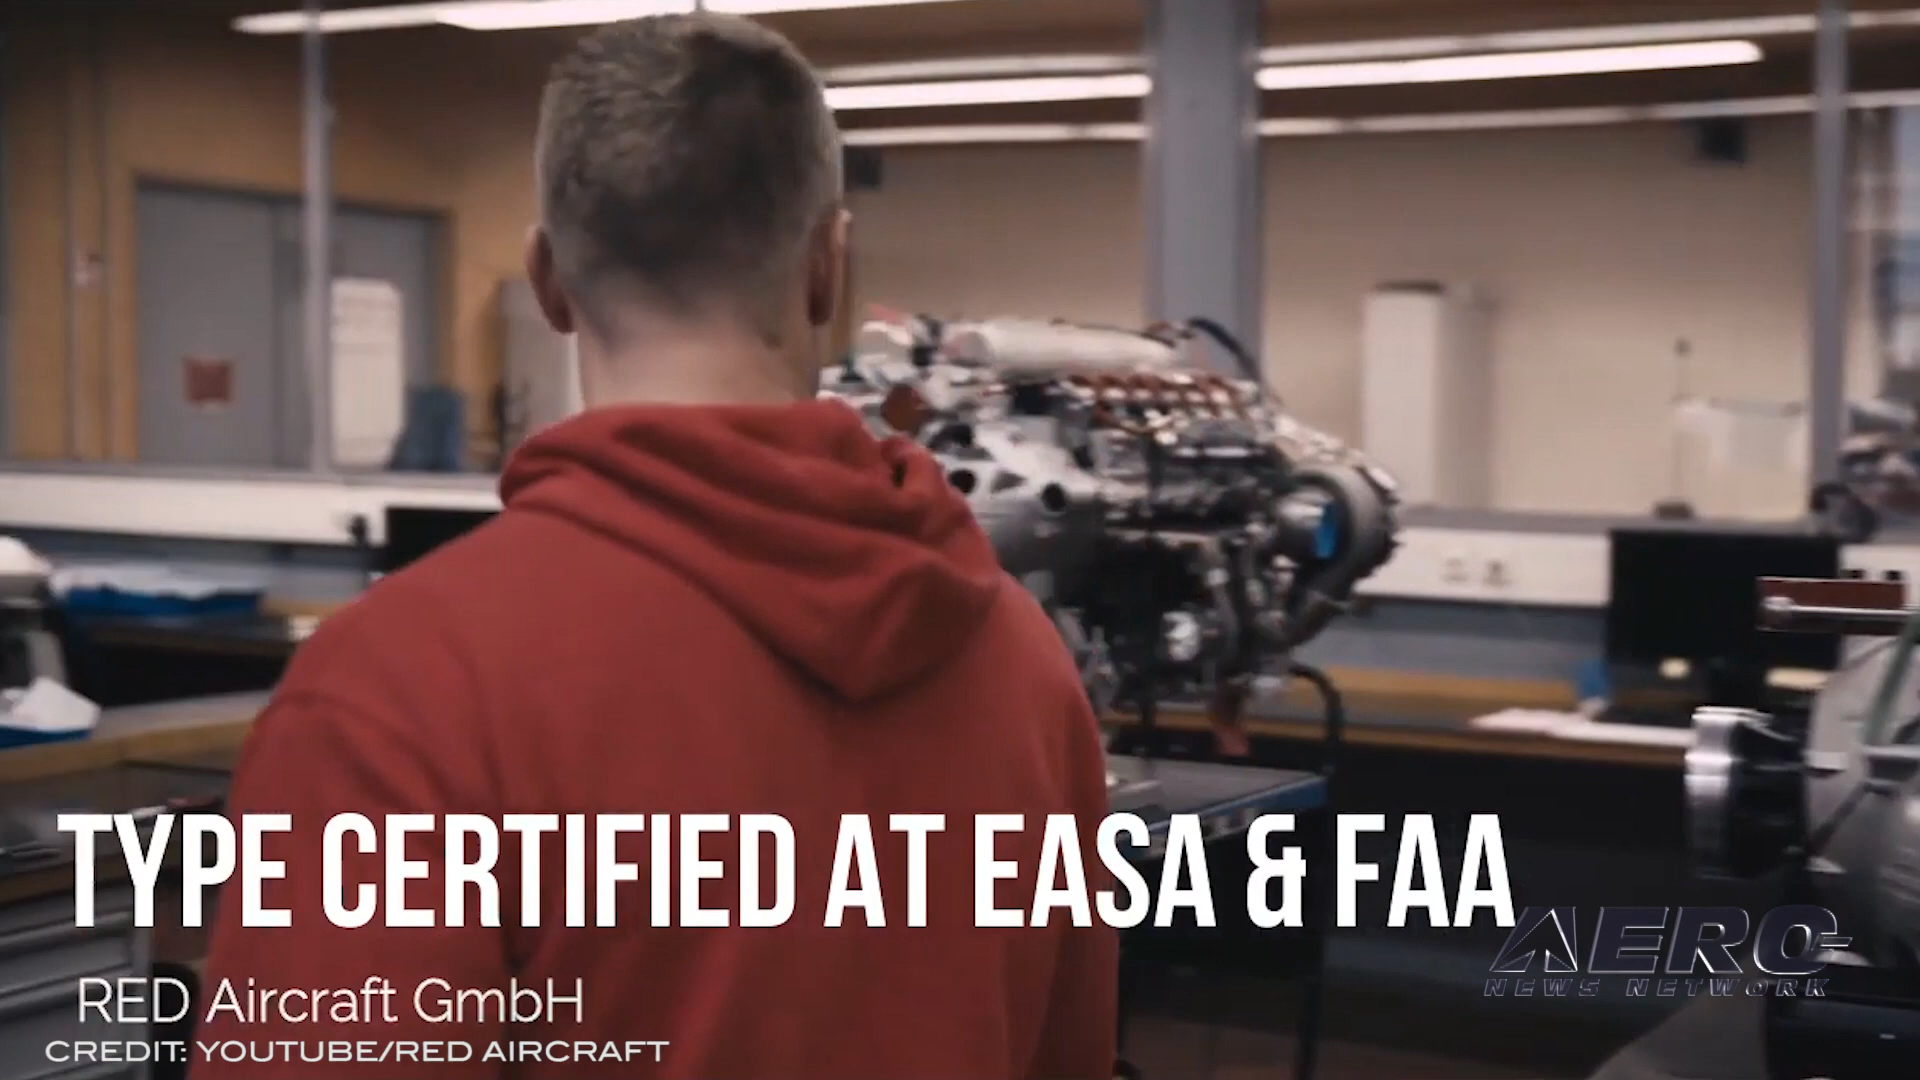 TYPE CERTIFIED AT EASA & FAA
AERO
NEWS NETWORK
RED Aircraft GmbH
CREDIT: YOUTUBE/RED AIRCRAFT